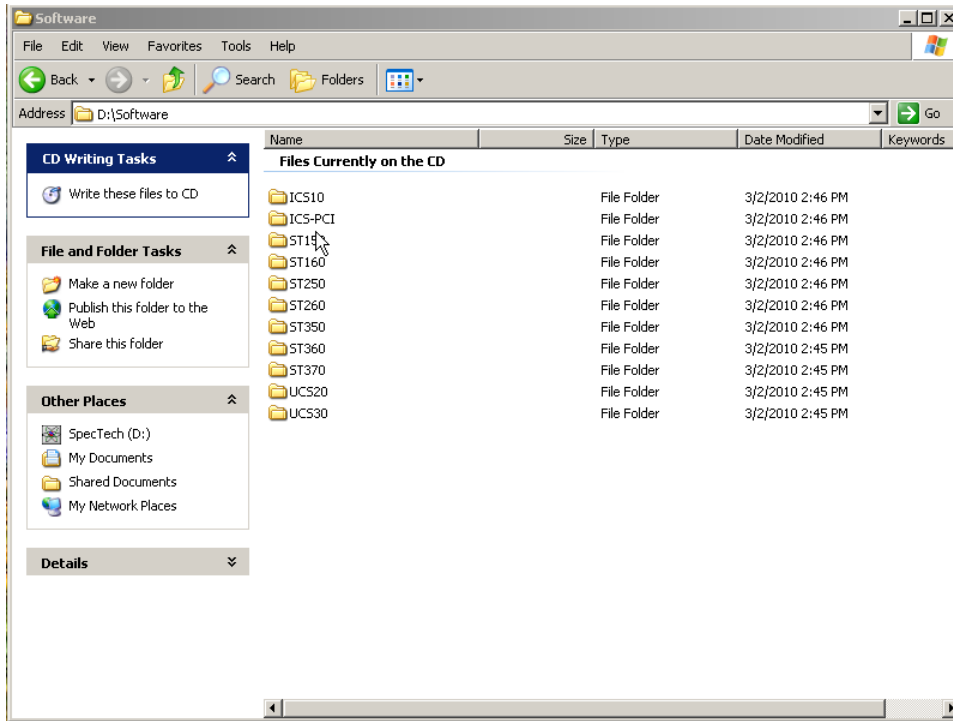 Software
File Edit View Favorites Tools Help
Back Search Folders
Address D:\Software Go
Name Size Type Date Modified Keywords
CD Writing Tasks
Write these files to CD
File and Folder Tasks
Make a new folder
Publish this folder to the
Web
Share this folder
Other Places
SpecTech (D:)
My Documents
Shared Documents
My Network Places
Details
Files Currently on the CD
ICS10 File Folder 3/2/2010 2:46 PM
ICS-PCI File Folder 3/2/2010 2:46 PM
File Folder 3/2/2010 2:46 PM
ST160 File Folder 3/2/2010 2:46 PM
ST250 File Folder 3/2/2010 2:46 PM
ST260 File Folder 3/2/2010 2:46 PM
ST350 File Folder 3/2/2010 2:46 PM
ST360 File Folder 3/2/2010 2:45 PM
ST370 File Folder 3/2/2010 2:45 PM
UCS20 File Folder 3/2/2010 2:45 PM
UCS30 File Folder 3/2/2010 2:45 PM